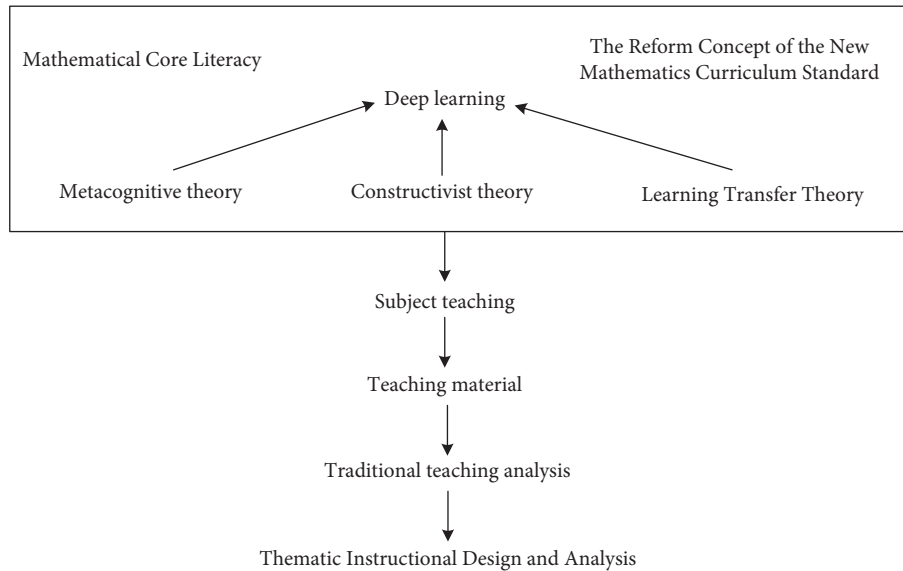 Mathematical Core Literacy
The Reform Concept of the New
Mathematics Curriculum Standard
Deep learning
Metacognitive theory
Constructivist theory
Learning Transfer Theory
Subject teaching
Teaching material
Traditional teaching analysis
Thematic Instructional Design and Analysis